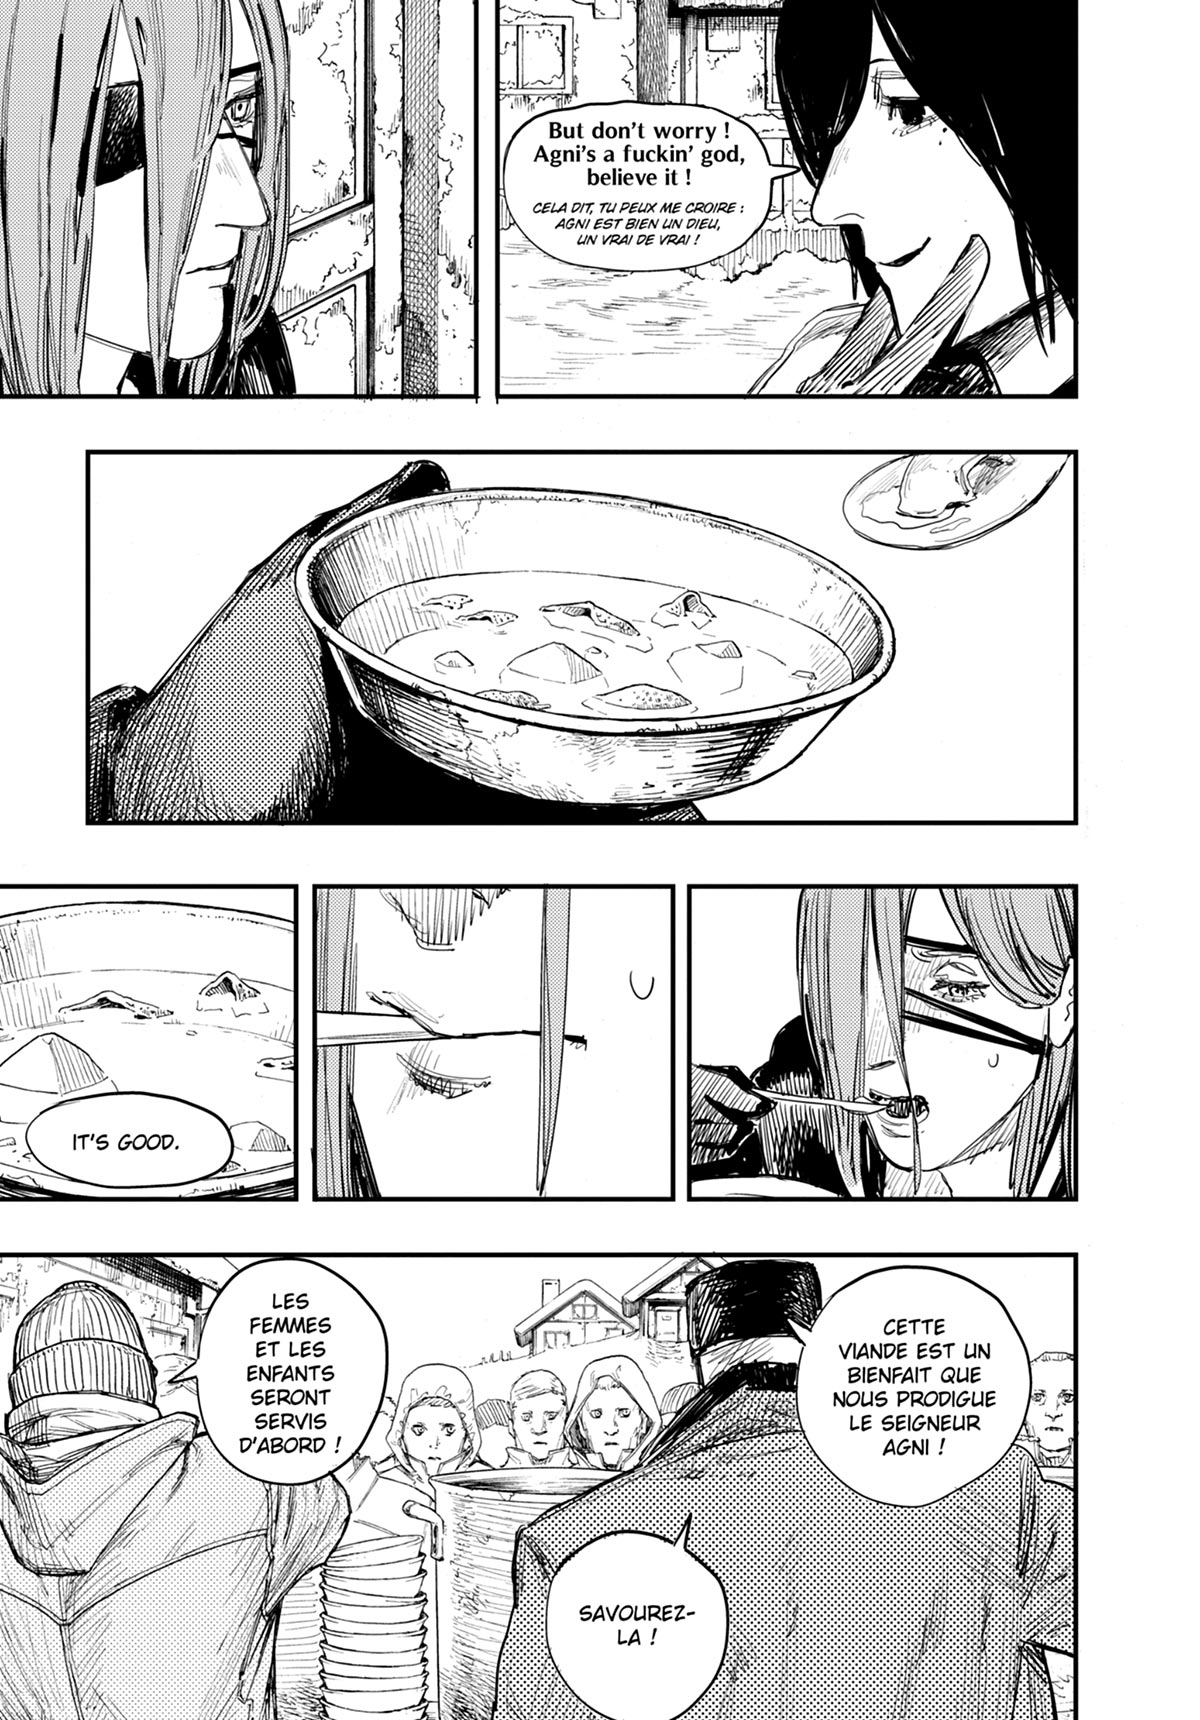 But don't worry !
Agni's a fuckin' god,
believe it !
CELA DIT, TU PEUX ME CROIRE :
AGNI EST BIEN UN DIEU,
UN VRAI DE VRAI !
IT'S GOOD.
CETTE
VIANDE EST UN
BIENFAIT QUE
NOUS PRODIGUE
LE SEIGNEUR
AGNI !
SAVOUREZ-
LA !
LES
FEMMES
ET LES
ENFANTS
SERONT
SERVIS
D'ABORD !